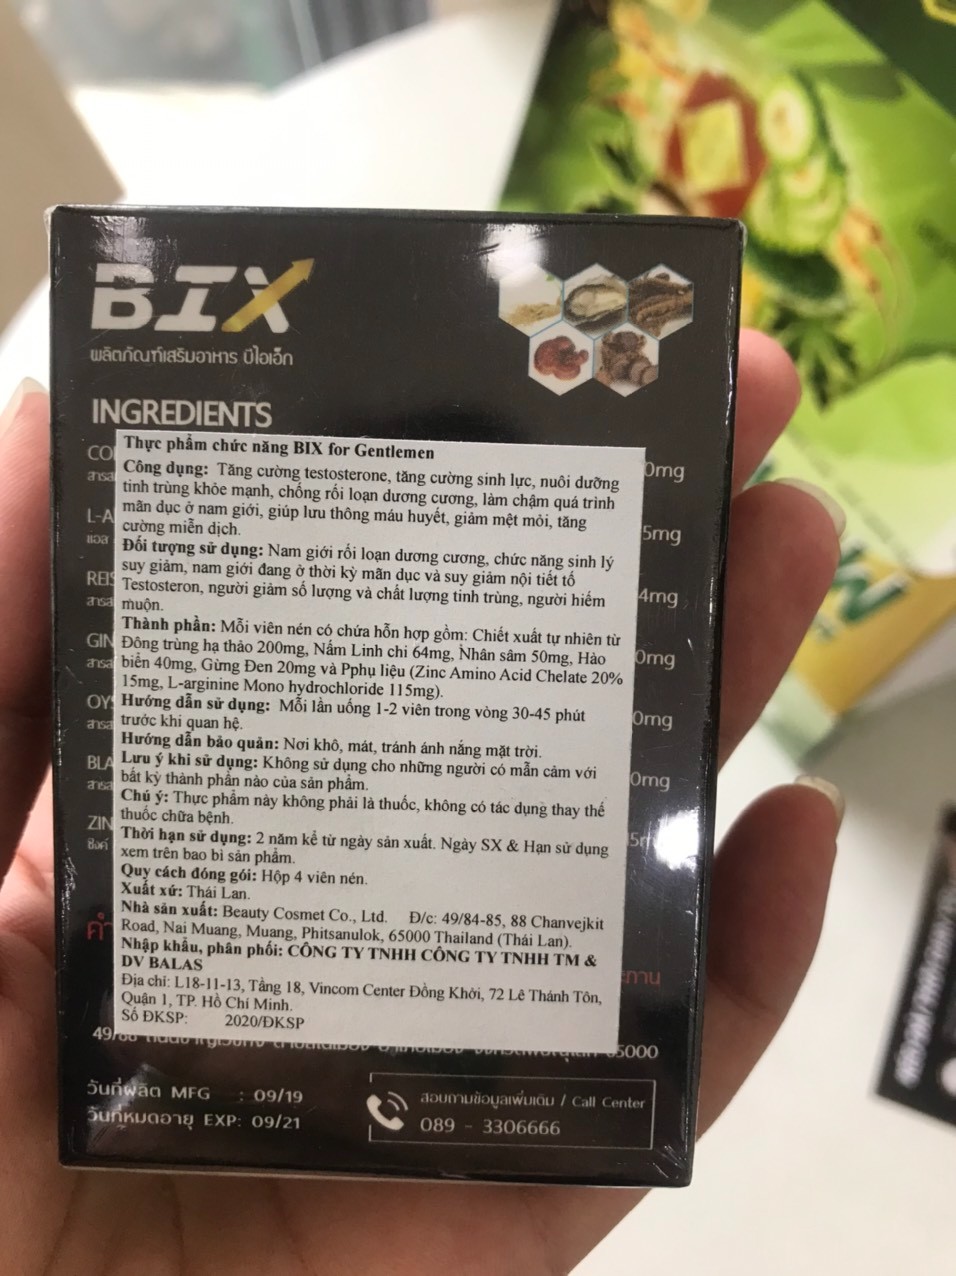 BIX
ผลิตภัณฑ์เสริมอาหาร บีไอเอ็ก
INGREDIENTS
Thực phẩm chức năng BIX for Gentlemen
Công dụng: Tăng cường testosterone, tăng cường sinh lực, nuôi dưỡng
tinh trùng khỏe mạnh, chống rối loạn dương cương, làm chậm quá trình
mãn dục ở nam giới, giúp lưu thông máu huyết, giảm mệt mỏi, tăng
cường miễn dịch.
Đối tượng sử dụng: Nam giới rối loạn dương cương, chức năng sinh lý
suy giảm, nam giới đang ở thời kỳ mãn dục và suy giảm nội tiết tố
Testosteron, người giảm số lượng và chất lượng tinh trùng, người hiếm
muộn.
Thành phần: Mỗi viên nén có chứa hỗn hợp gồm: Chiết xuất tự nhiên từ
Đông trùng hạ thảo 200mg, Nấm Linh chi 64mg, Nhân sâm 50mg, Hào
biển 40mg, Gừng Đen 20mg và Pphụ liệu (Zinc Amino Acid Chelate 20%
15mg, L-arginine Mono hydrochloride 115mg).
Hướng dẫn sử dụng: Mỗi lần uống 1-2 viên trong vòng 30-45 phút
trước khi quan hệ.
Hướng dẫn bảo quản: Nơi khô, mát, tránh ánh nắng mặt trời.
Lưu ý khi sử dụng: Không sử dụng cho những người có mẫn cảm với
bất kỳ thành phần nào của sản phẩm.
Chú ý: Thực phẩm này không phải là thuốc, không có tác dụng thay thế
thuốc chữa bệnh.
Thời hạn sử dụng: 2 năm kể từ ngày sản xuất. Ngày SX & Hạn sử dụng
xem trên bao bì sản phẩm.
Quy cách đóng gói: Hộp 4 viên nén.
Xuất xứ: Thái Lan.
Nhà sản xuất: Beauty Cosmet Co., Ltd. Đ/c: 49/84-85, 88 Chanvejkit
Road, Nai Muang, Muang, Phitsanulok, 65000 Thailand (Thái Lan).
Nhập khẩu, phân phối: CÔNG TY TNHH CÔNG TY TNHH TM &
DV BALAS
Địa chỉ: L18-11-13, Tầng 18, Vincom Center Đồng Khởi, 72 Lê Thánh Tôn,
Quận 1, TP. Hồ Chí Minh.
Số ĐKSP: 2020/ĐKSP
วันที่ผลิต MFG : 09/19
วันที่หมดอายุ EXP: 09/21
สอบถามข้อมูลเพิ่มเติม / Call Center
089 - 3306666